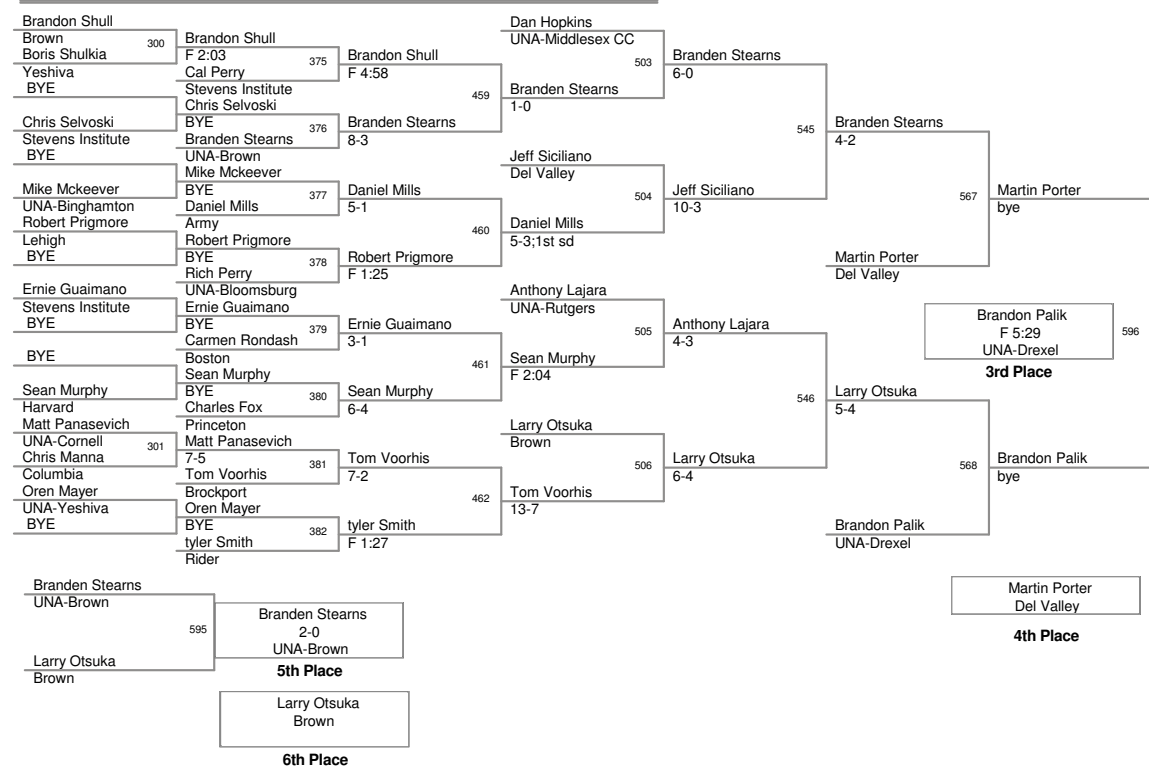 Brandon Shull
Brown
300
Boris Shulkia
Yeshiva
BYE
Chris Selvoski
Stevens Institute
BYE
Mike Mckeever
UNA-Binghamton
Robert Prigmore
Lehigh
BYE
Ernie Guaimano
Stevens Institute
BYE
BYE
Sean Murphy
Harvard
Matt Panasevich
UNA-Cornell
301
Chris Manna
Columbia
Oren Mayer
UNA-Yeshiva
BYE
Brandon Shull
F 2:03
375
Cal Perry
Stevens Institute
Chris Selvoski
BYE
376
Branden Stearns
UNA-Brown
Mike Mckeever
BYE
377
Daniel Mills
Army
Robert Prigmore
BYE
378
Rich Perry
UNA-Bloomsburg
Ernie Guaimano
BYE
379
Carmen Rondash
Boston
Sean Murphy
BYE
380
Charles Fox
Princeton
Matt Panasevich
7-5
381
Tom Voorhis
Brockport
Oren Mayer
BYE
382
tyler Smith
Rider
Brandon Shull
F 4:58
459
Branden Stearns
8-3
Daniel Mills
5-1
460
Robert Prigmore
F 1:25
Ernie Guaimano
3-1
461
Sean Murphy
6-4
Tom Voorhis
7-2
462
tyler Smith
F 1:27
Dan Hopkins
UNA-Middlesex CC
503
Branden Stearns
1-0
Jeff Siciliano
Del Valley
504
Daniel Mills
5-3;1st sd
Anthony Lajara
UNA-Rutgers
505
Sean Murphy
F 2:04
Larry Otsuka
Brown
506
Tom Voorhis
13-7
Branden Stearns
6-0
545
Jeff Siciliano
10-3
Anthony Lajara
4-3
546
Larry Otsuka
6-4
Branden Stearns
4-2
567
Martin Porter
Del Valley
Larry Otsuka
5-4
568
Brandon Palik
UNA-Drexel
Martin Porter
bye
Brandon Palik
F 5:29
UNA-Drexel
596
3rd Place
Brandon Palik
bye
Martin Porter
Del Valley
4th Place
Branden Stearns
UNA-Brown
595
Larry Otsuka
Brown
Branden Stearns
2-0
UNA-Brown
5th Place
Larry Otsuka
Brown
6th Place